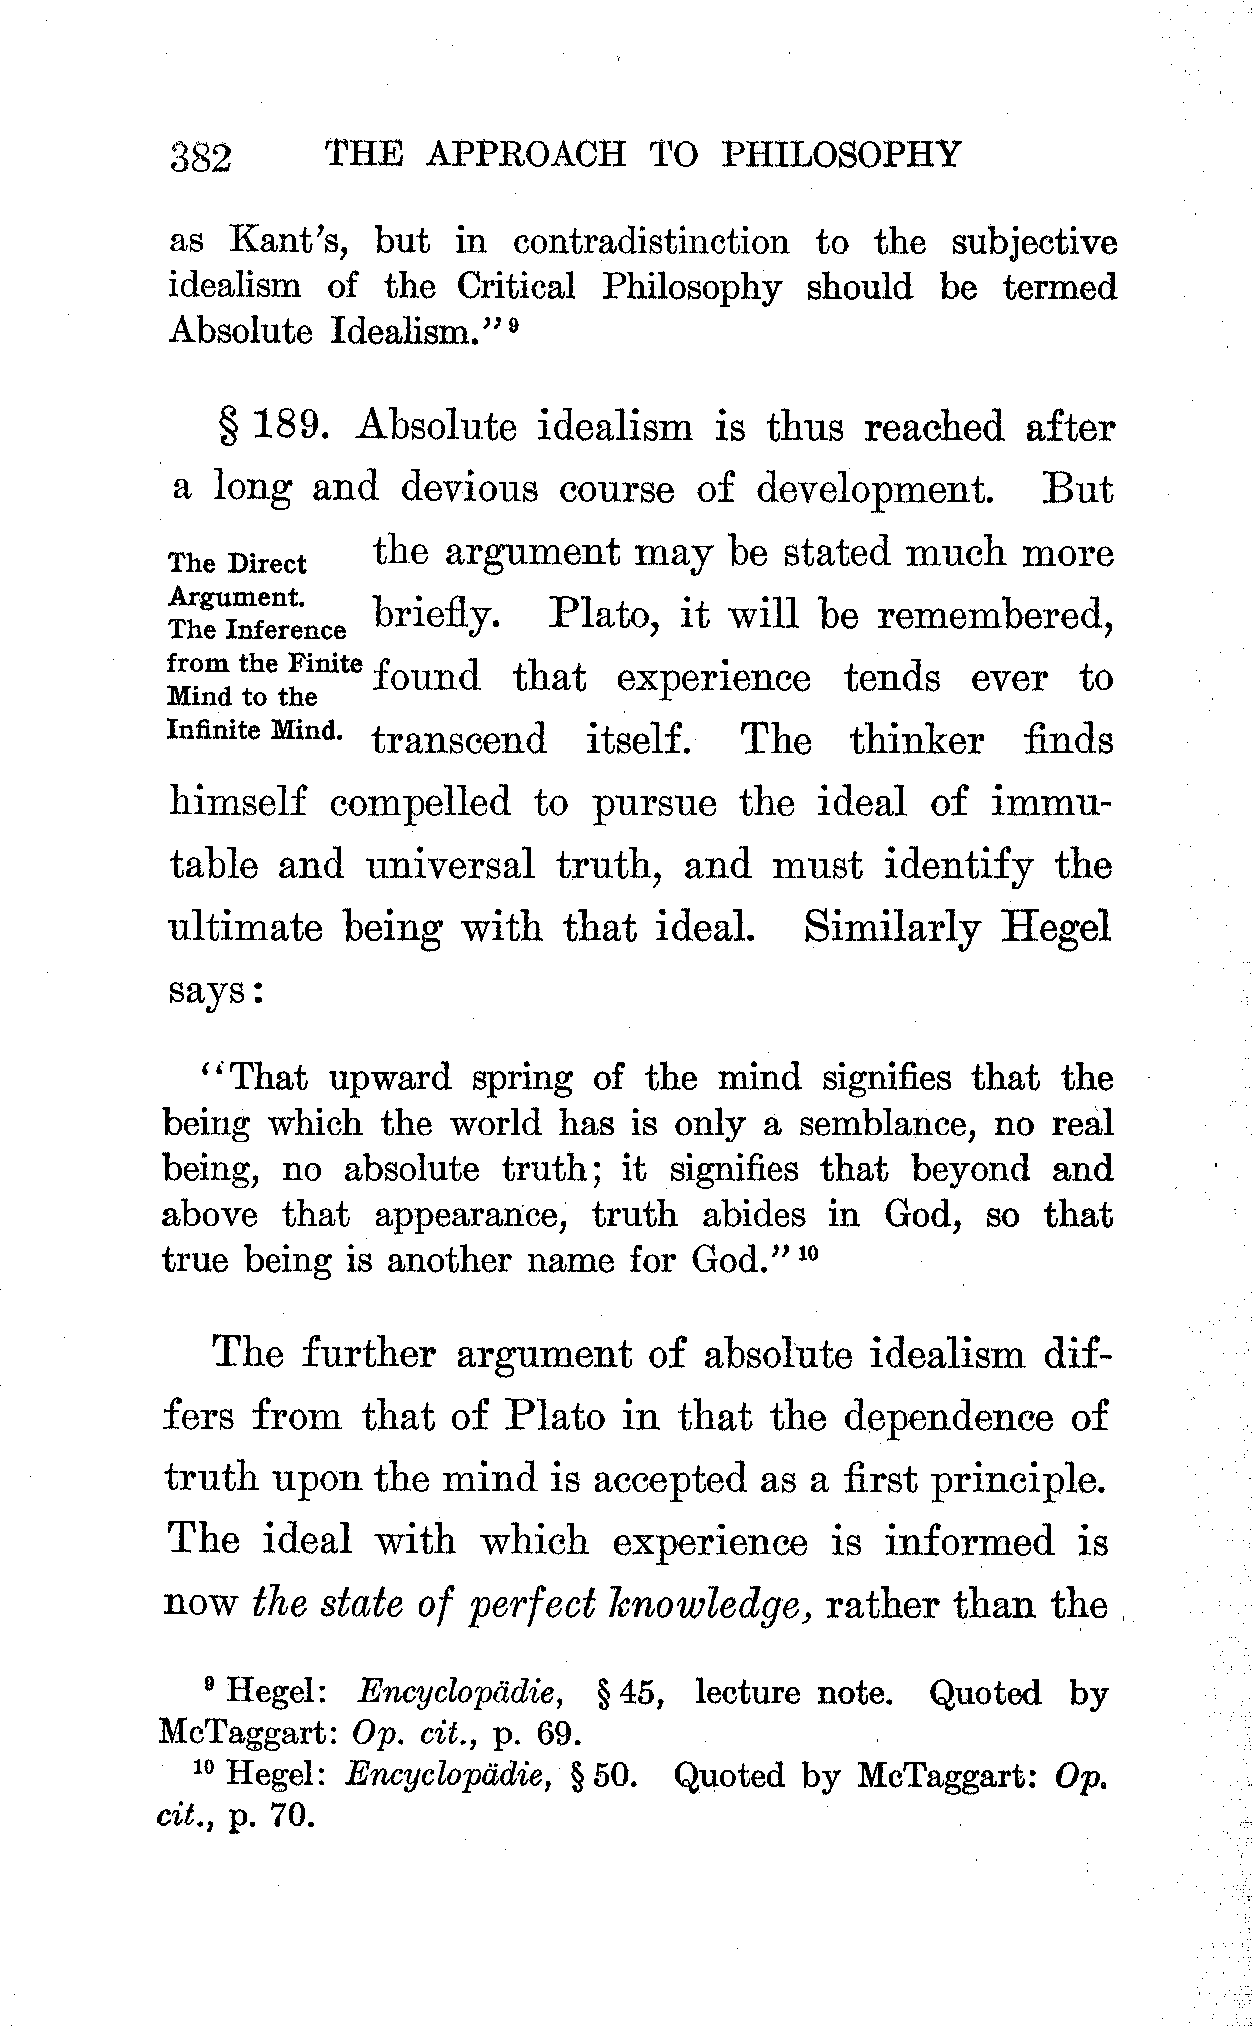 382 THE APPROACH TO PHILOSOPHY
as Kant's, but in contradistinction to the subjective
idealism of the Critical Philosophy should be termed
Absolute Idealism." ⁹
§ 189. Absolute idealism is thus reached after
a long and devious course of development. But
The Direct
Argument.
The Inference
from the Finite
Mind to the
Infinite Mind.
the argument may be stated much more
briefly. Plato, it will be remembered,
found that experience tends ever to
transcend itself. The thinker finds
himself compelled to pursue the ideal of immu-
table and universal truth, and must identify the
ultimate being with that ideal. Similarly Hegel
says:
"That upward spring of the mind signifies that the
being which the world has is only a semblance, no real
being, no absolute truth; it signifies that beyond and
above that appearance, truth abides in God, so that
true being is another name for God." ¹⁰
The further argument of absolute idealism dif-
fers from that of Plato in that the dependence of
truth upon the mind is accepted as a first principle.
The ideal with which experience is informed is
now the state of perfect knowledge, rather than the
⁹ Hegel: Encyclopädie, § 45, lecture note. Quoted by
McTaggart: Op. cit., p. 69.
¹⁰ Hegel: Encyclopädie, § 50. Quoted by McTaggart: Op.
cit., p. 70.